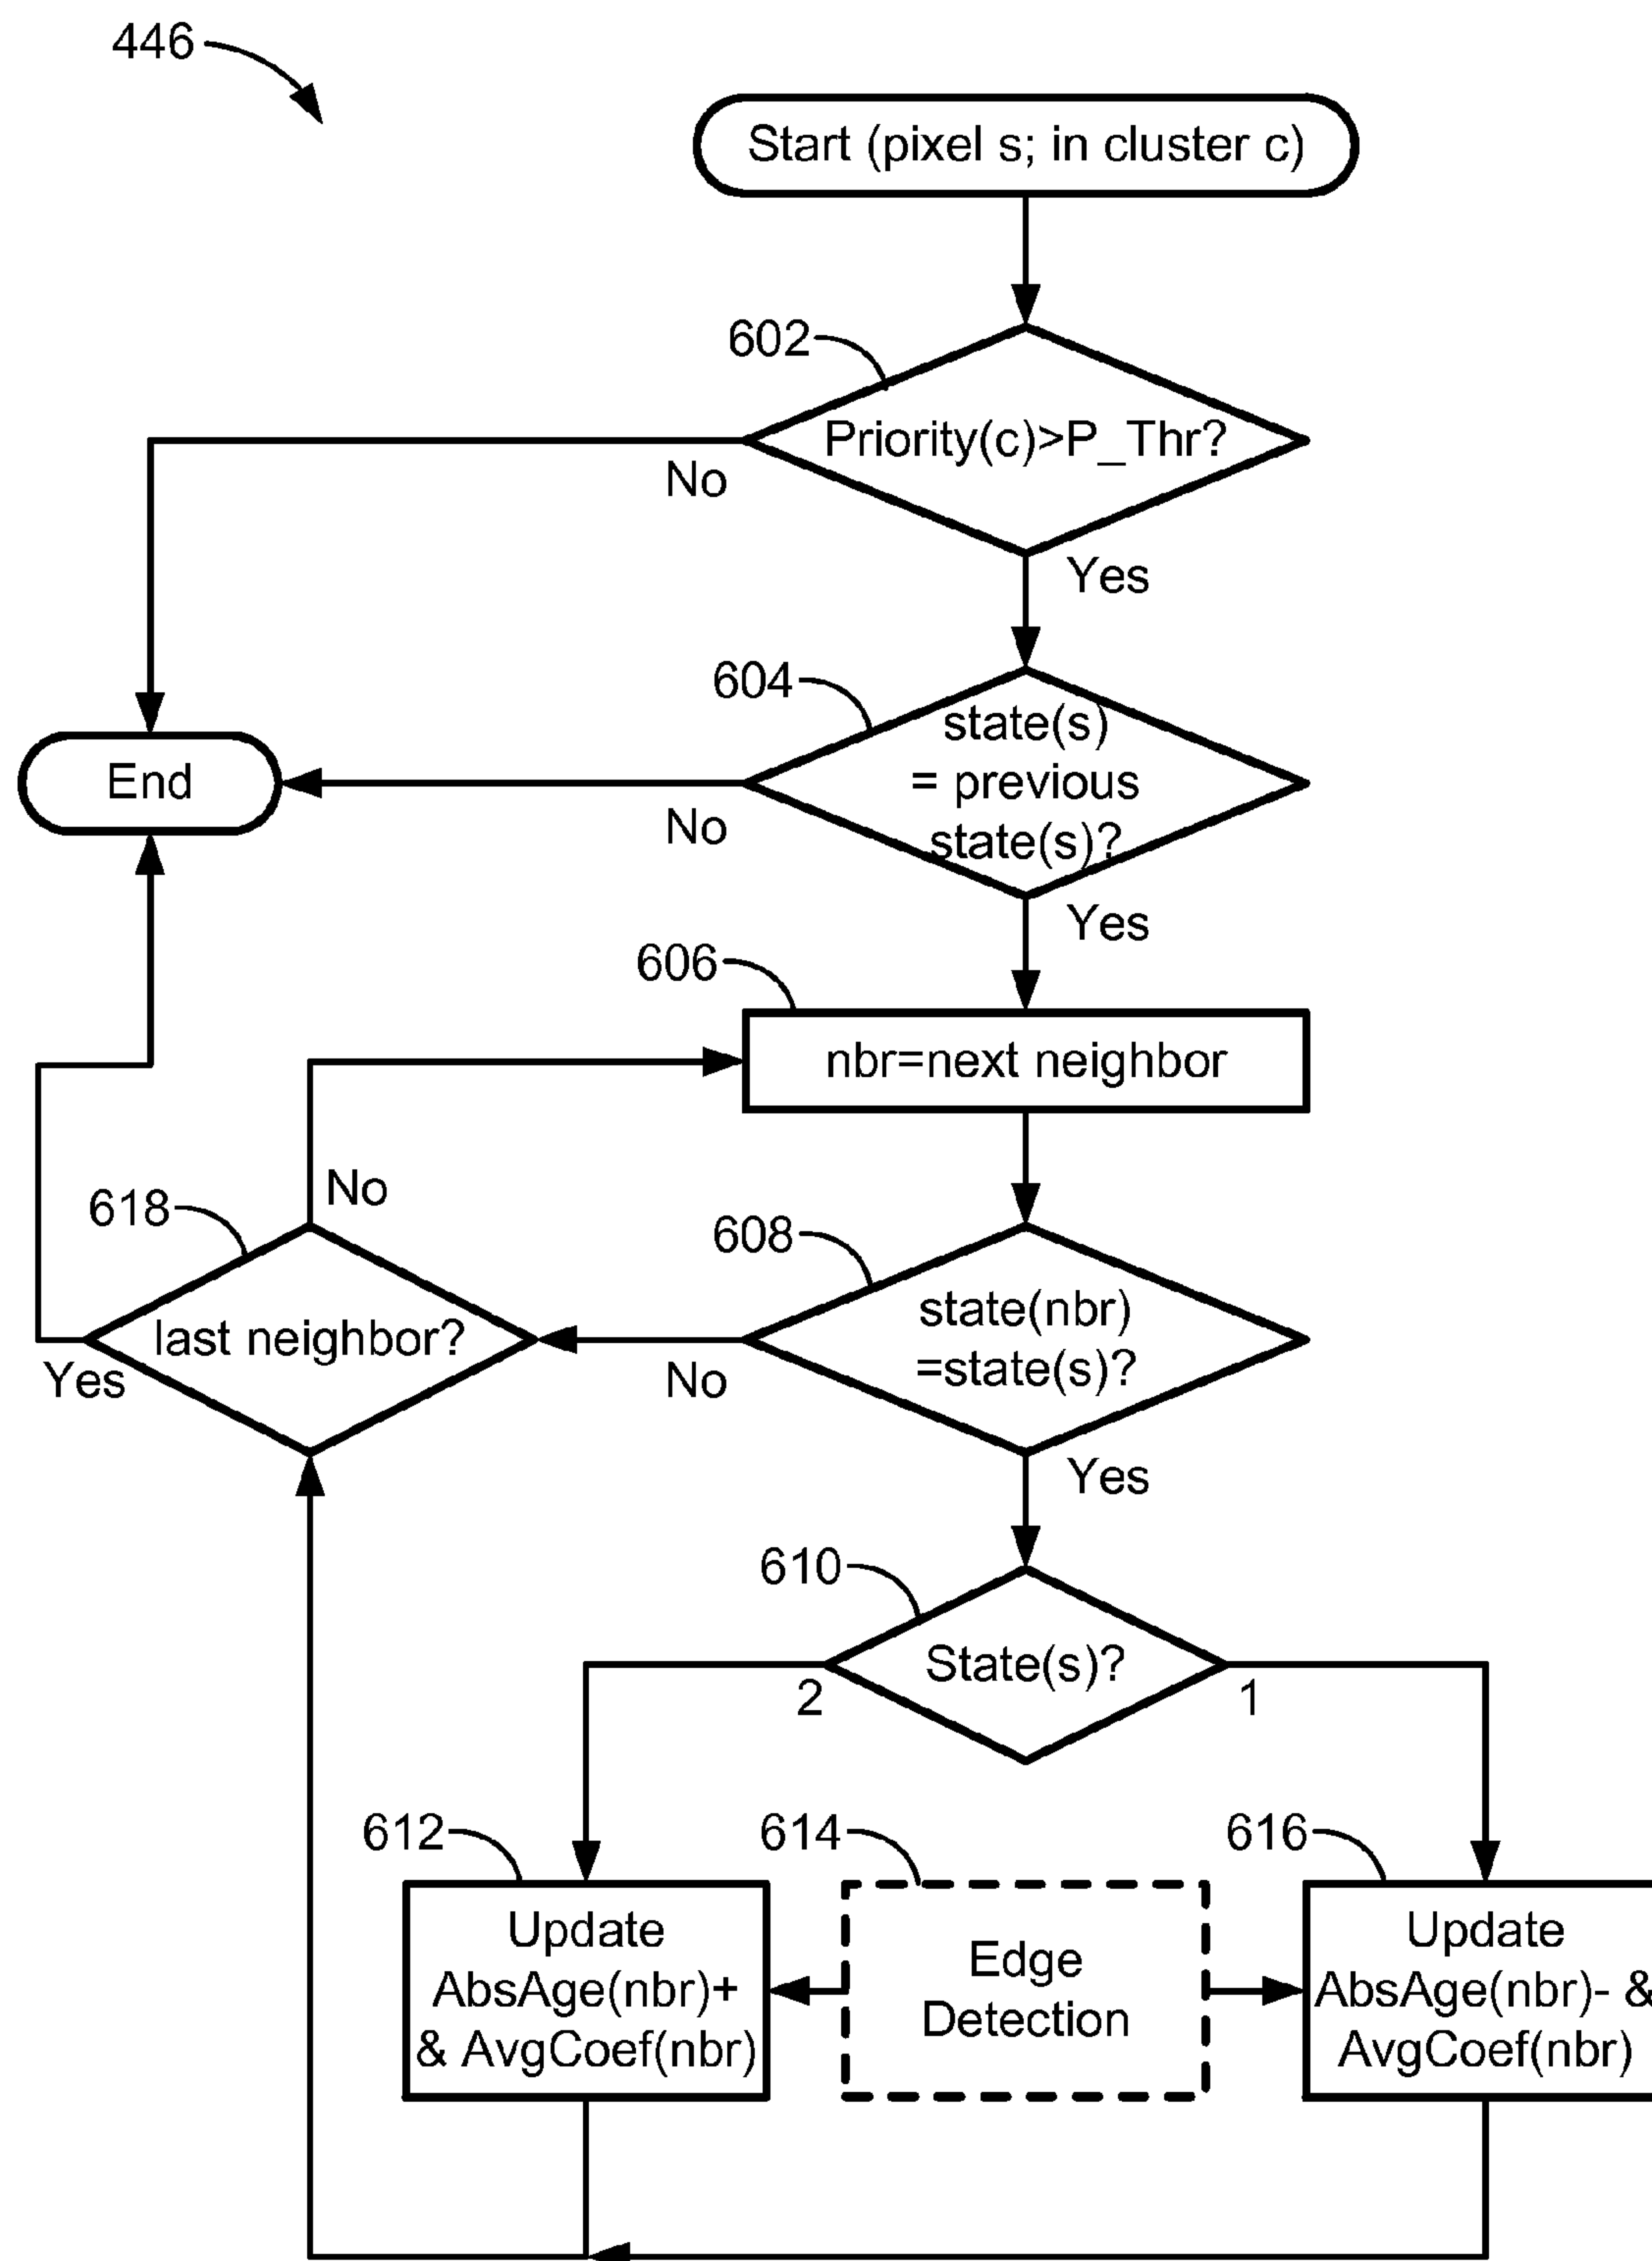 446
Start (pixel s; in cluster c)
602
Priority(c)>P_Thr?
No
Yes
604
state(s)
= previous
state(s)?
End
No
Yes
606
nbr=next neighbor
618
No
608
last neighbor?
state(nbr)
=state(s)?
Yes
No
Yes
610
State(s)?
2
1
612
614
616
Update
AbsAge(nbr)+
& AvgCoef(nbr)
Edge
Detection
Update
AbsAge(nbr)- &
AvgCoef(nbr)